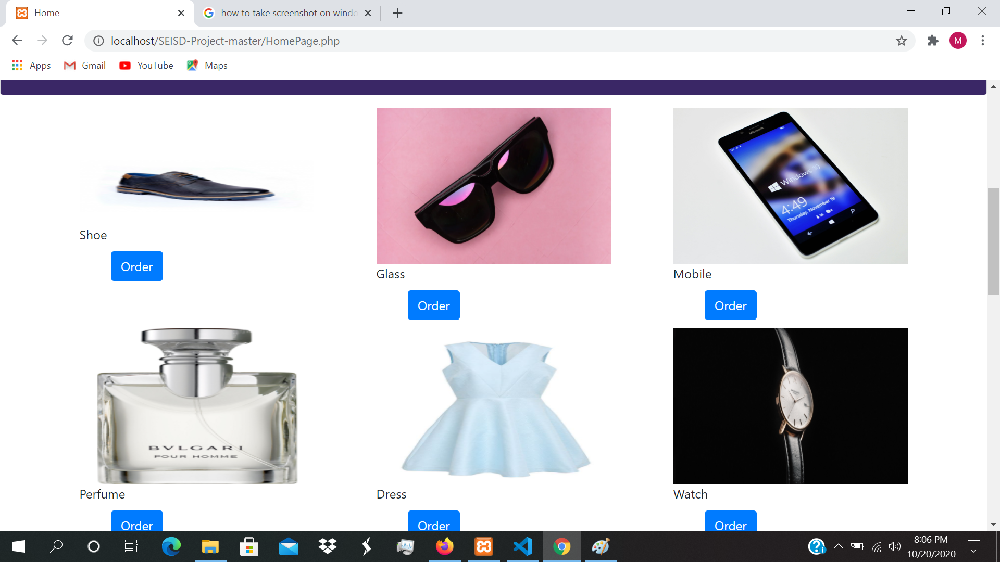 Home
how to take screenshot on windo
localhost/SEISD-Project-master/HomePage.php
M
Apps
Gmail
YouTube
Maps
Microsoft
Windows 10
4:49
Thursday, November 19
Shoe
Order
Glass
Mobile
Order
Order
BVLGARI
POUR HOMME
Perfume
Dress
Watch
Order
Order
Order
8:06 PM
10/20/2020